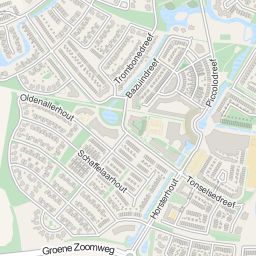 Trombonedreef
Bazuindreef
Piccolodreef
Oldenallerhout
Schaffelaarhout
Tonselsedreef
Horsterhout
Groene Zoomweg